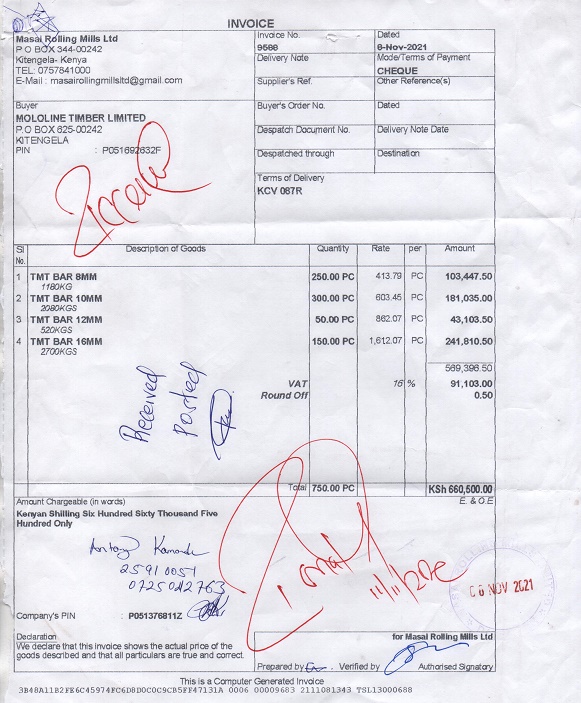 INVOICE
Masai Rolling Mills Ltd
P O BOX 344-00242
Kitengela- Kenya
TEL: 0757841000
E-Mail : masairollingmillsltd@gmail.com
Invoice No.
9588
Dated
8-Nov-2021
Delivery Note
Mode/Terms of Payment
CHEQUE
Supplier's Ref.
Other Reference(s)
Buyer
MOLOLINE TIMBER LIMITED
P O BOX 625-00242
KITENGELA
PIN : P051692632F
Buyer's Order No.
Dated
Despatch Document No.
Delivery Note Date
Despatched through
Destination
Terms of Delivery
KCV 087R
Sl No. Description of Goods Quantity Rate per Amount
1 TMT BAR 8MM 250.00 PC 413.79 PC 103,447.50
1180KG
2 TMT BAR 10MM 300.00 PC 603.45 PC 181,035.00
2080KGS
3 TMT BAR 12MM 50.00 PC 862.07 PC 43,103.50
520KGS
4 TMT BAR 16MM 150.00 PC 1,612.07 PC 241,810.50
2700KGS
569,396.50
VAT 16 % 91,103.00
Round Off 0.50
Received
Posted
Total 750.00 PC KSh 660,500.00
E. & O.E
Amount Chargeable (in words)
Kenyan Shilling Six Hundred Sixty Thousand Five
Hundred Only
Antony Kamande
25910051
0725042763
08 NOV 2021
Company's PIN : P051376811Z
Declaration
We declare that this invoice shows the actual price of the
goods described and that all particulars are true and correct.
for Masai Rolling Mills Ltd
Prepared by Verified by Authorised Signatory
This is a Computer Generated Invoice
3B48A11B2FE6C45974FC6D8D0C0C9CB5FF47131A 0006 00009683 2111081343 TSL13000688